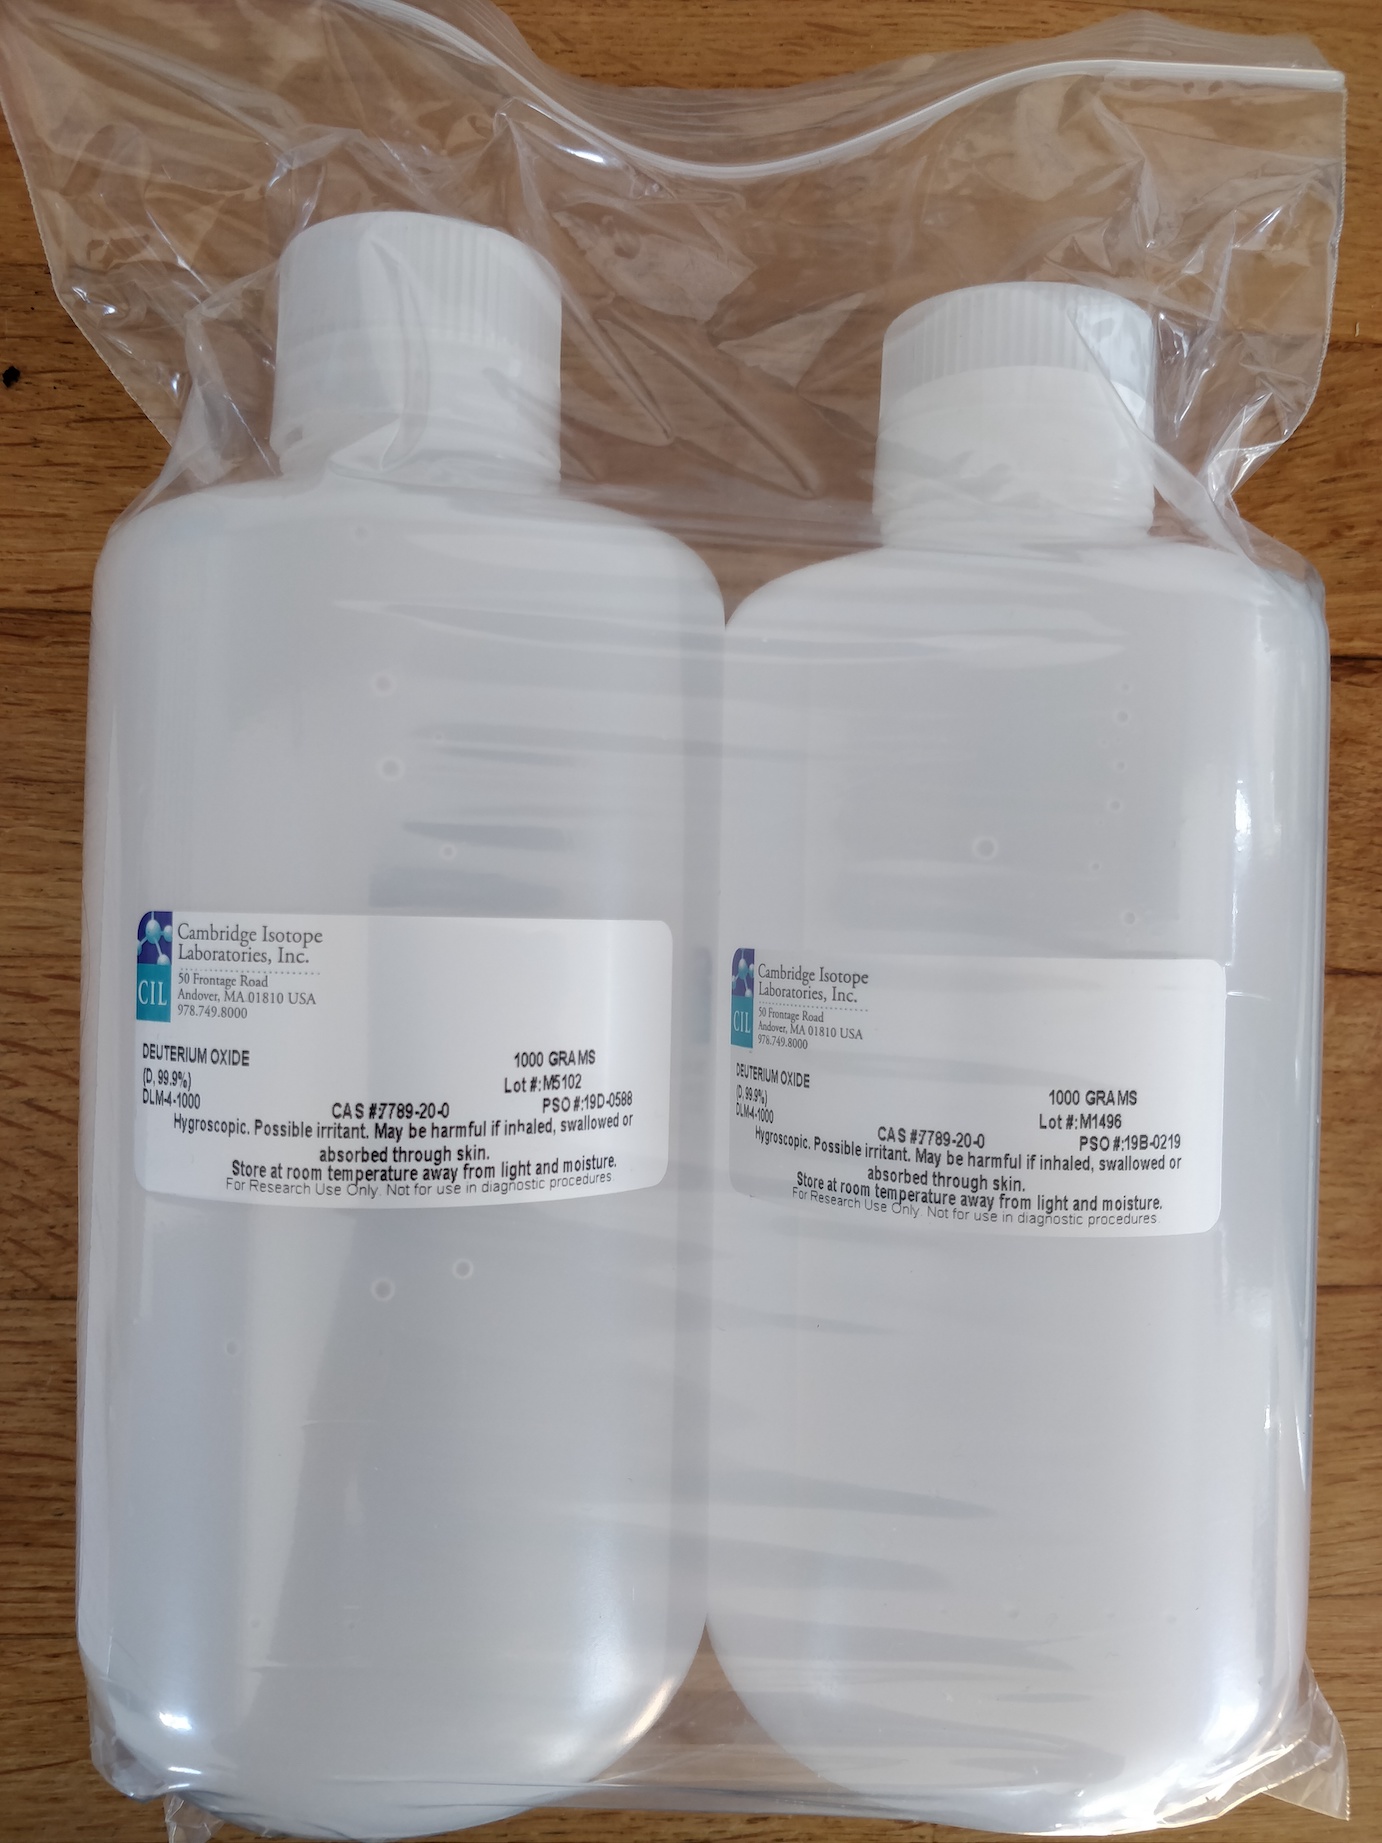 Cambridge Isotope
Laboratories, Inc.
CIL
50 Frontage Road
Andover, MA 01810 USA
978.749.8000
DEUTERIUM OXIDE
(D, 99.9%)
DLM-4-1000
1000 GRAMS
Lot #:M5102
PSO #:19D-0588
CAS #7789-20-0
Hygroscopic. Possible irritant. May be harmful if inhaled, swallowed or
absorbed through skin.
Store at room temperature away from light and moisture.
For Research Use Only. Not for use in diagnostic procedures.
Cambridge Isotope
Laboratories, Inc.
CIL
50 Frontage Road
Andover, MA 01810 USA
978.749.8000
DEUTERIUM OXIDE
(D, 99.9%)
DLM-4-1000
1000 GRAMS
Lot #:M1496
PSO #:19B-0219
CAS #7789-20-0
Hygroscopic. Possible irritant. May be harmful if inhaled, swallowed or
absorbed through skin.
Store at room temperature away from light and moisture.
For Research Use Only. Not for use in diagnostic procedures.